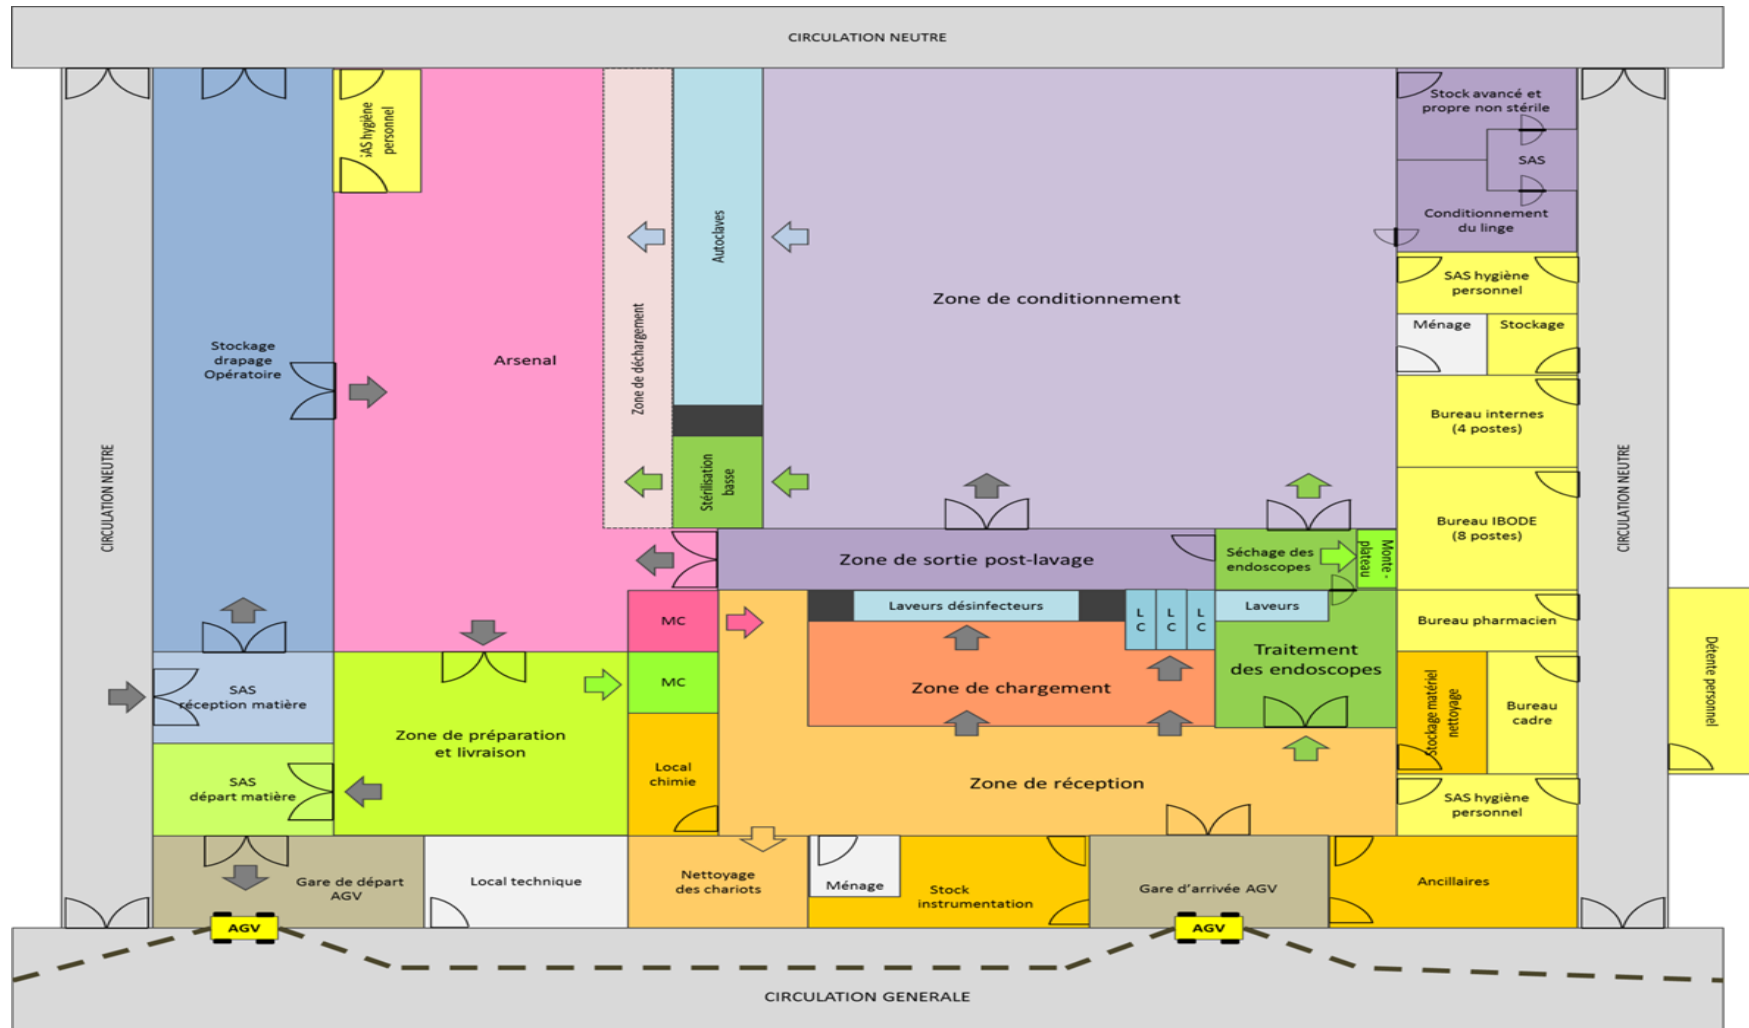 CIRCULATION NEUTRE
SAS hygiène
personnel
Stock avancé et
propre non stérile
SAS
Conditionnement
du linge
Autoclaves
Zone de conditionnement
SAS hygiène
personnel
Ménage
Stockage
Stockage
drapage
Opératoire
Arsenal
Zone de déchargement
Bureau internes
(4 postes)
CIRCULATION NEUTRE
Stérilisation
basse
CIRCULATION NEUTRE
Bureau IBODE
(8 postes)
Zone de sortie post-lavage
Séchage des
endoscopes
Monte -
plateau
Laveurs désinfecteurs
L
C
L
C
L
C
Laveurs
MC
Bureau pharmacien
Traitement
des endoscopes
Détente personnel
SAS
réception matière
MC
Zone de chargement
Stockage matériel
nettoyage
Bureau
cadre
Zone de préparation
et livraison
Local
chimie
Zone de réception
SAS
départ matière
SAS hygiène
personnel
Gare de départ
AGV
Local technique
Nettoyage
des chariots
Ménage
Stock
instrumentation
Gare d'arrivée AGV
Ancillaires
AGV
AGV
CIRCULATION GENERALE